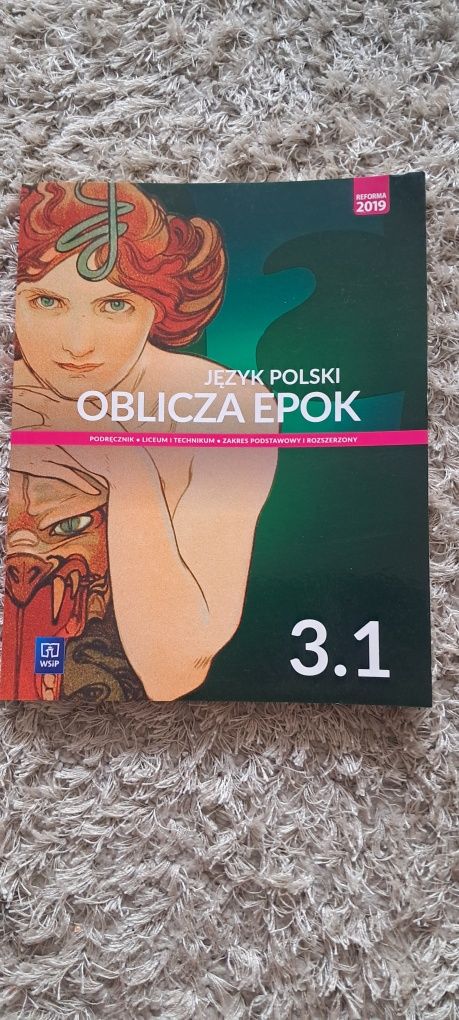 REFORMA
2019
JĘZYK POLSKI
OBLICZA EPOK
PODRĘCZNIK • LICEUM I TECHNIKUM • ZAKRES PODSTAWOWY I ROZSZERZONY
3.1
WSiP